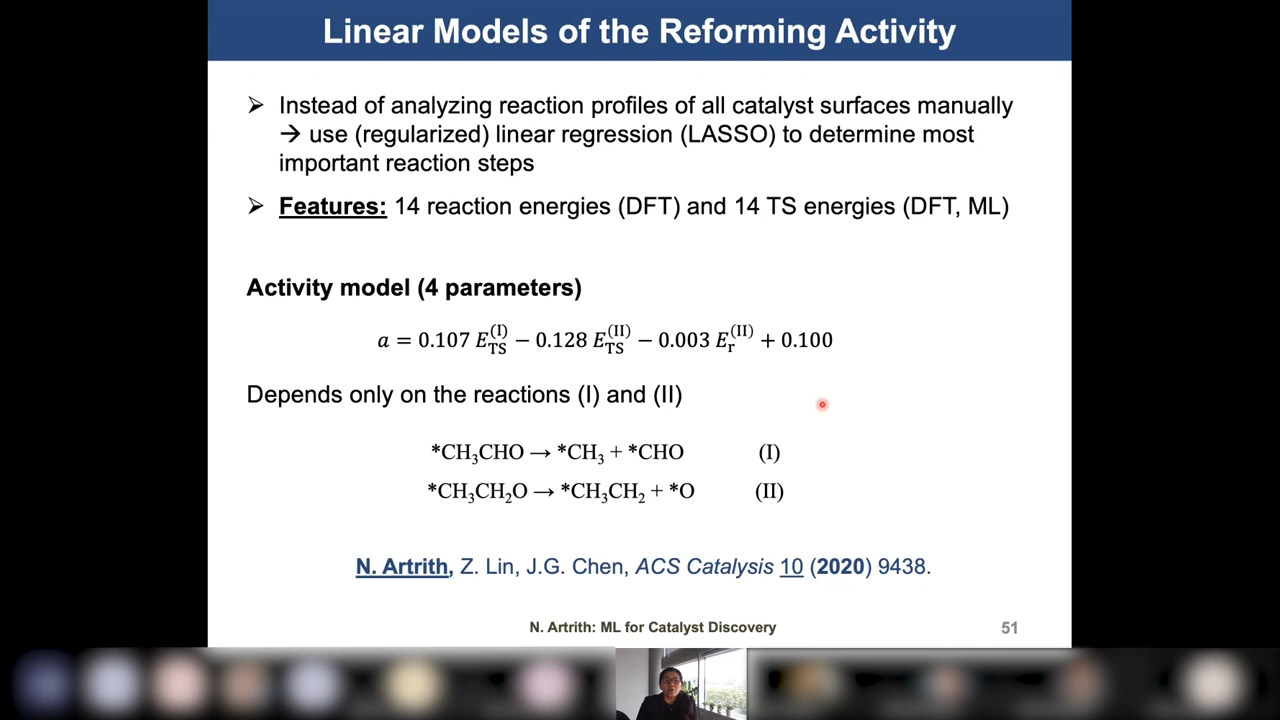 Linear Models of the Reforming Activity
➢ Instead of analyzing reaction profiles of all catalyst surfaces manually
→ use (regularized) linear regression (LASSO) to determine most
important reaction steps
➢ Features: 14 reaction energies (DFT) and 14 TS energies (DFT, ML)
Activity model (4 parameters)
a = 0.107 E_TS^(I) − 0.128 E_TS^(II) − 0.003 E_r^(II) + 0.100
Depends only on the reactions (I) and (II)
*CH₃CHO → *CH₃ + *CHO (I)
*CH₃CH₂O → *CH₃CH₂ + *O (II)
N. Artrith, Z. Lin, J.G. Chen, ACS Catalysis 10 (2020) 9438.
N. Artrith: ML for Catalyst Discovery 51